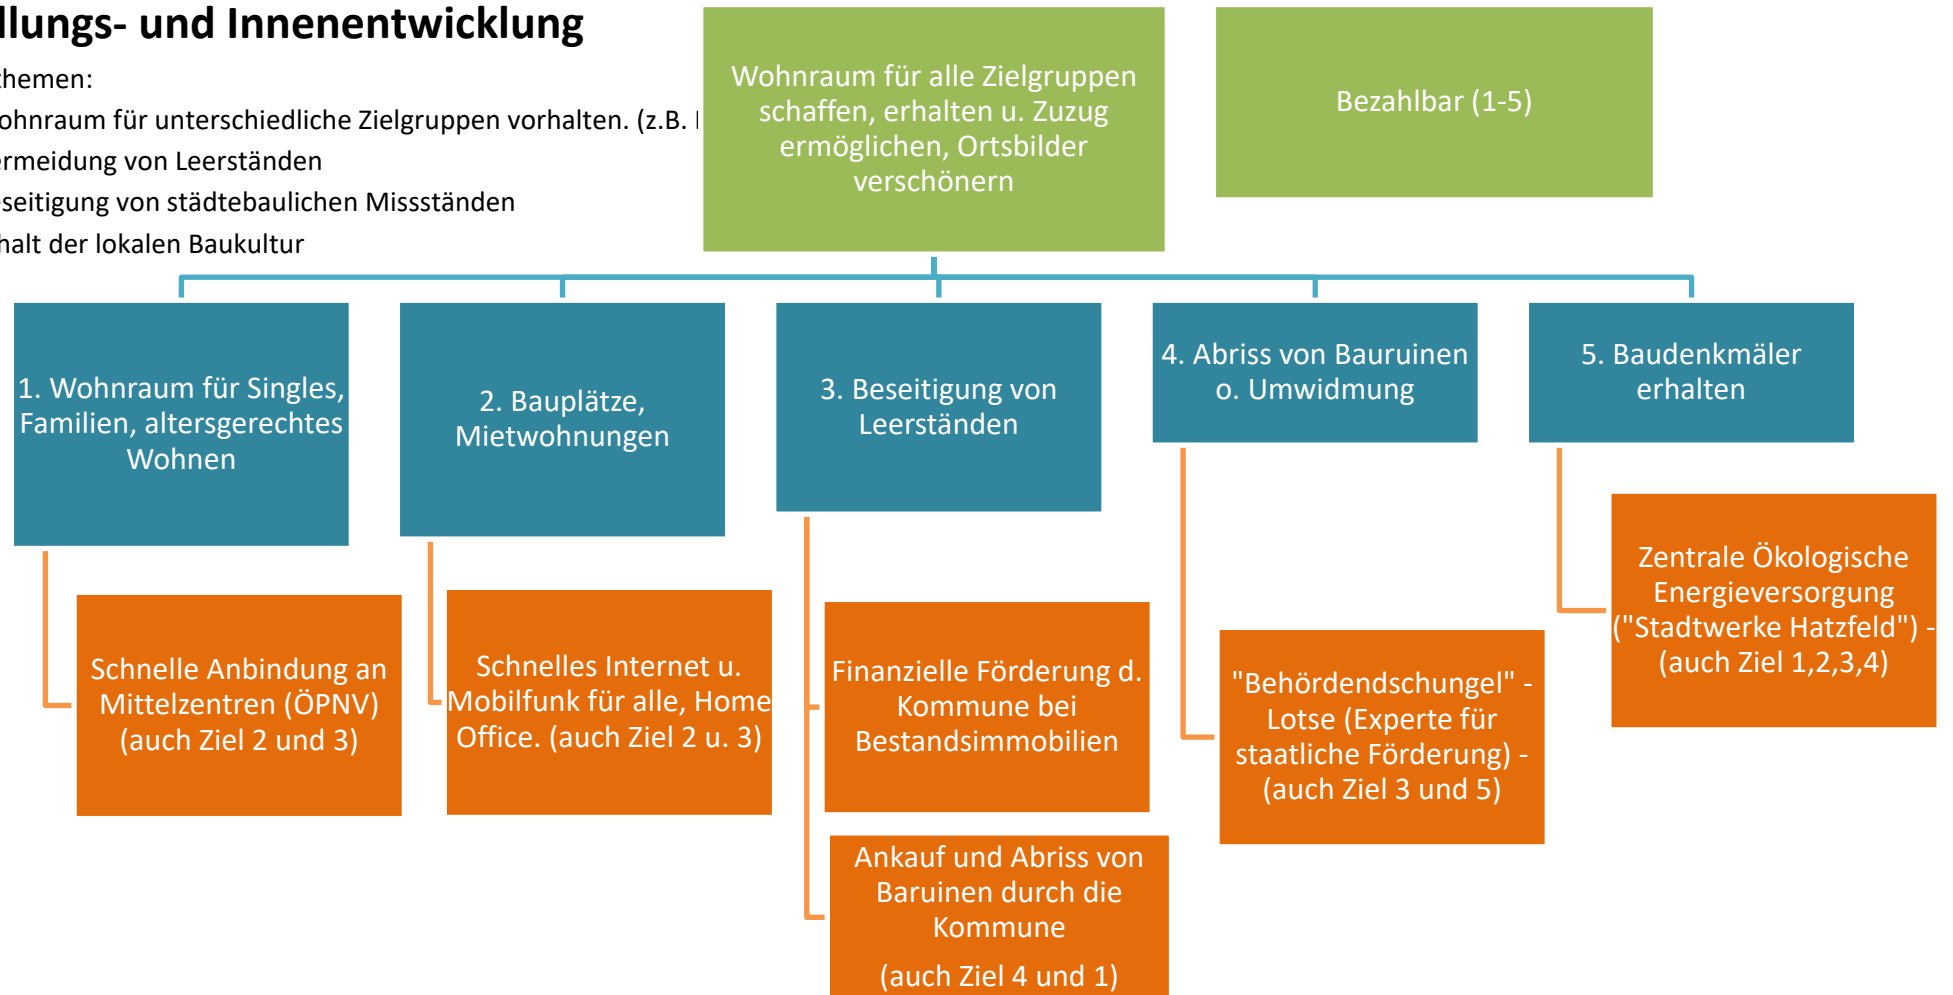 llungs- und Innenentwicklung
themen:
ohnraum für unterschiedliche Zielgruppen vorhalten. (z.B.
ermeidung von Leerständen
eseitigung von städtebaulichen Missständen
halt der lokalen Baukultur
Wohnraum für alle Zielgruppen
schaffen, erhalten u. Zuzug
ermöglichen, Ortsbilder
verschönern
Bezahlbar (1-5)
1. Wohnraum für Singles,
Familien, altersgerechtes
Wohnen
2. Bauplätze,
Mietwohnungen
3. Beseitigung von
Leerständen
4. Abriss von Bauruinen
o. Umwidmung
5. Baudenkmäler
erhalten
Schnelle Anbindung an
Mittelzentren (ÖPNV)
(auch Ziel 2 und 3)
Schnelles Internet u.
Mobilfunk für alle, Home
Office. (auch Ziel 2 u. 3)
Finanzielle Förderung d.
Kommune bei
Bestandsimmobilien
Ankauf und Abriss von
Baruinen durch die
Kommune
(auch Ziel 4 und 1)
"Behördendschungel" -
Lotse (Experte für
staatliche Förderung) -
(auch Ziel 3 und 5)
Zentrale Ökologische
Energieversorgung
("Stadtwerke Hatzfeld") -
(auch Ziel 1,2,3,4)